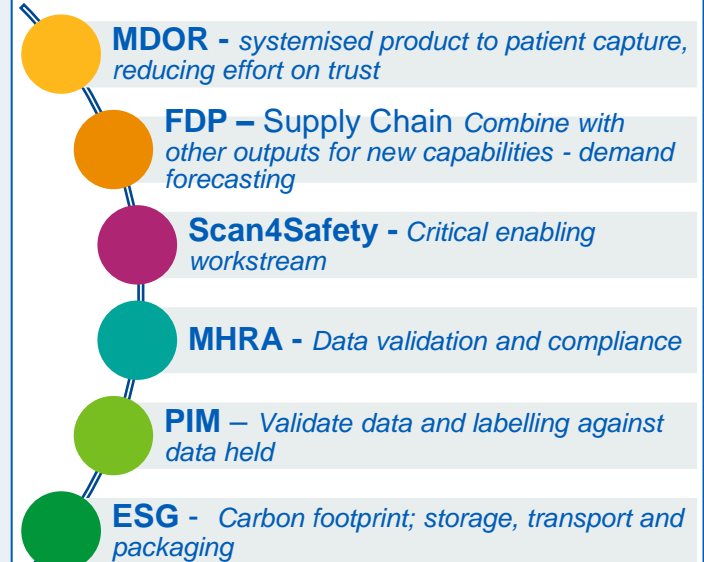 MDOR - systemised product to patient capture,
reducing effort on trust
FDP – Supply Chain Combine with
other outputs for new capabilities - demand
forecasting
Scan4Safety - Critical enabling
workstream
MHRA - Data validation and compliance
PIM – Validate data and labelling against
data held
ESG - Carbon footprint; storage, transport and
packaging